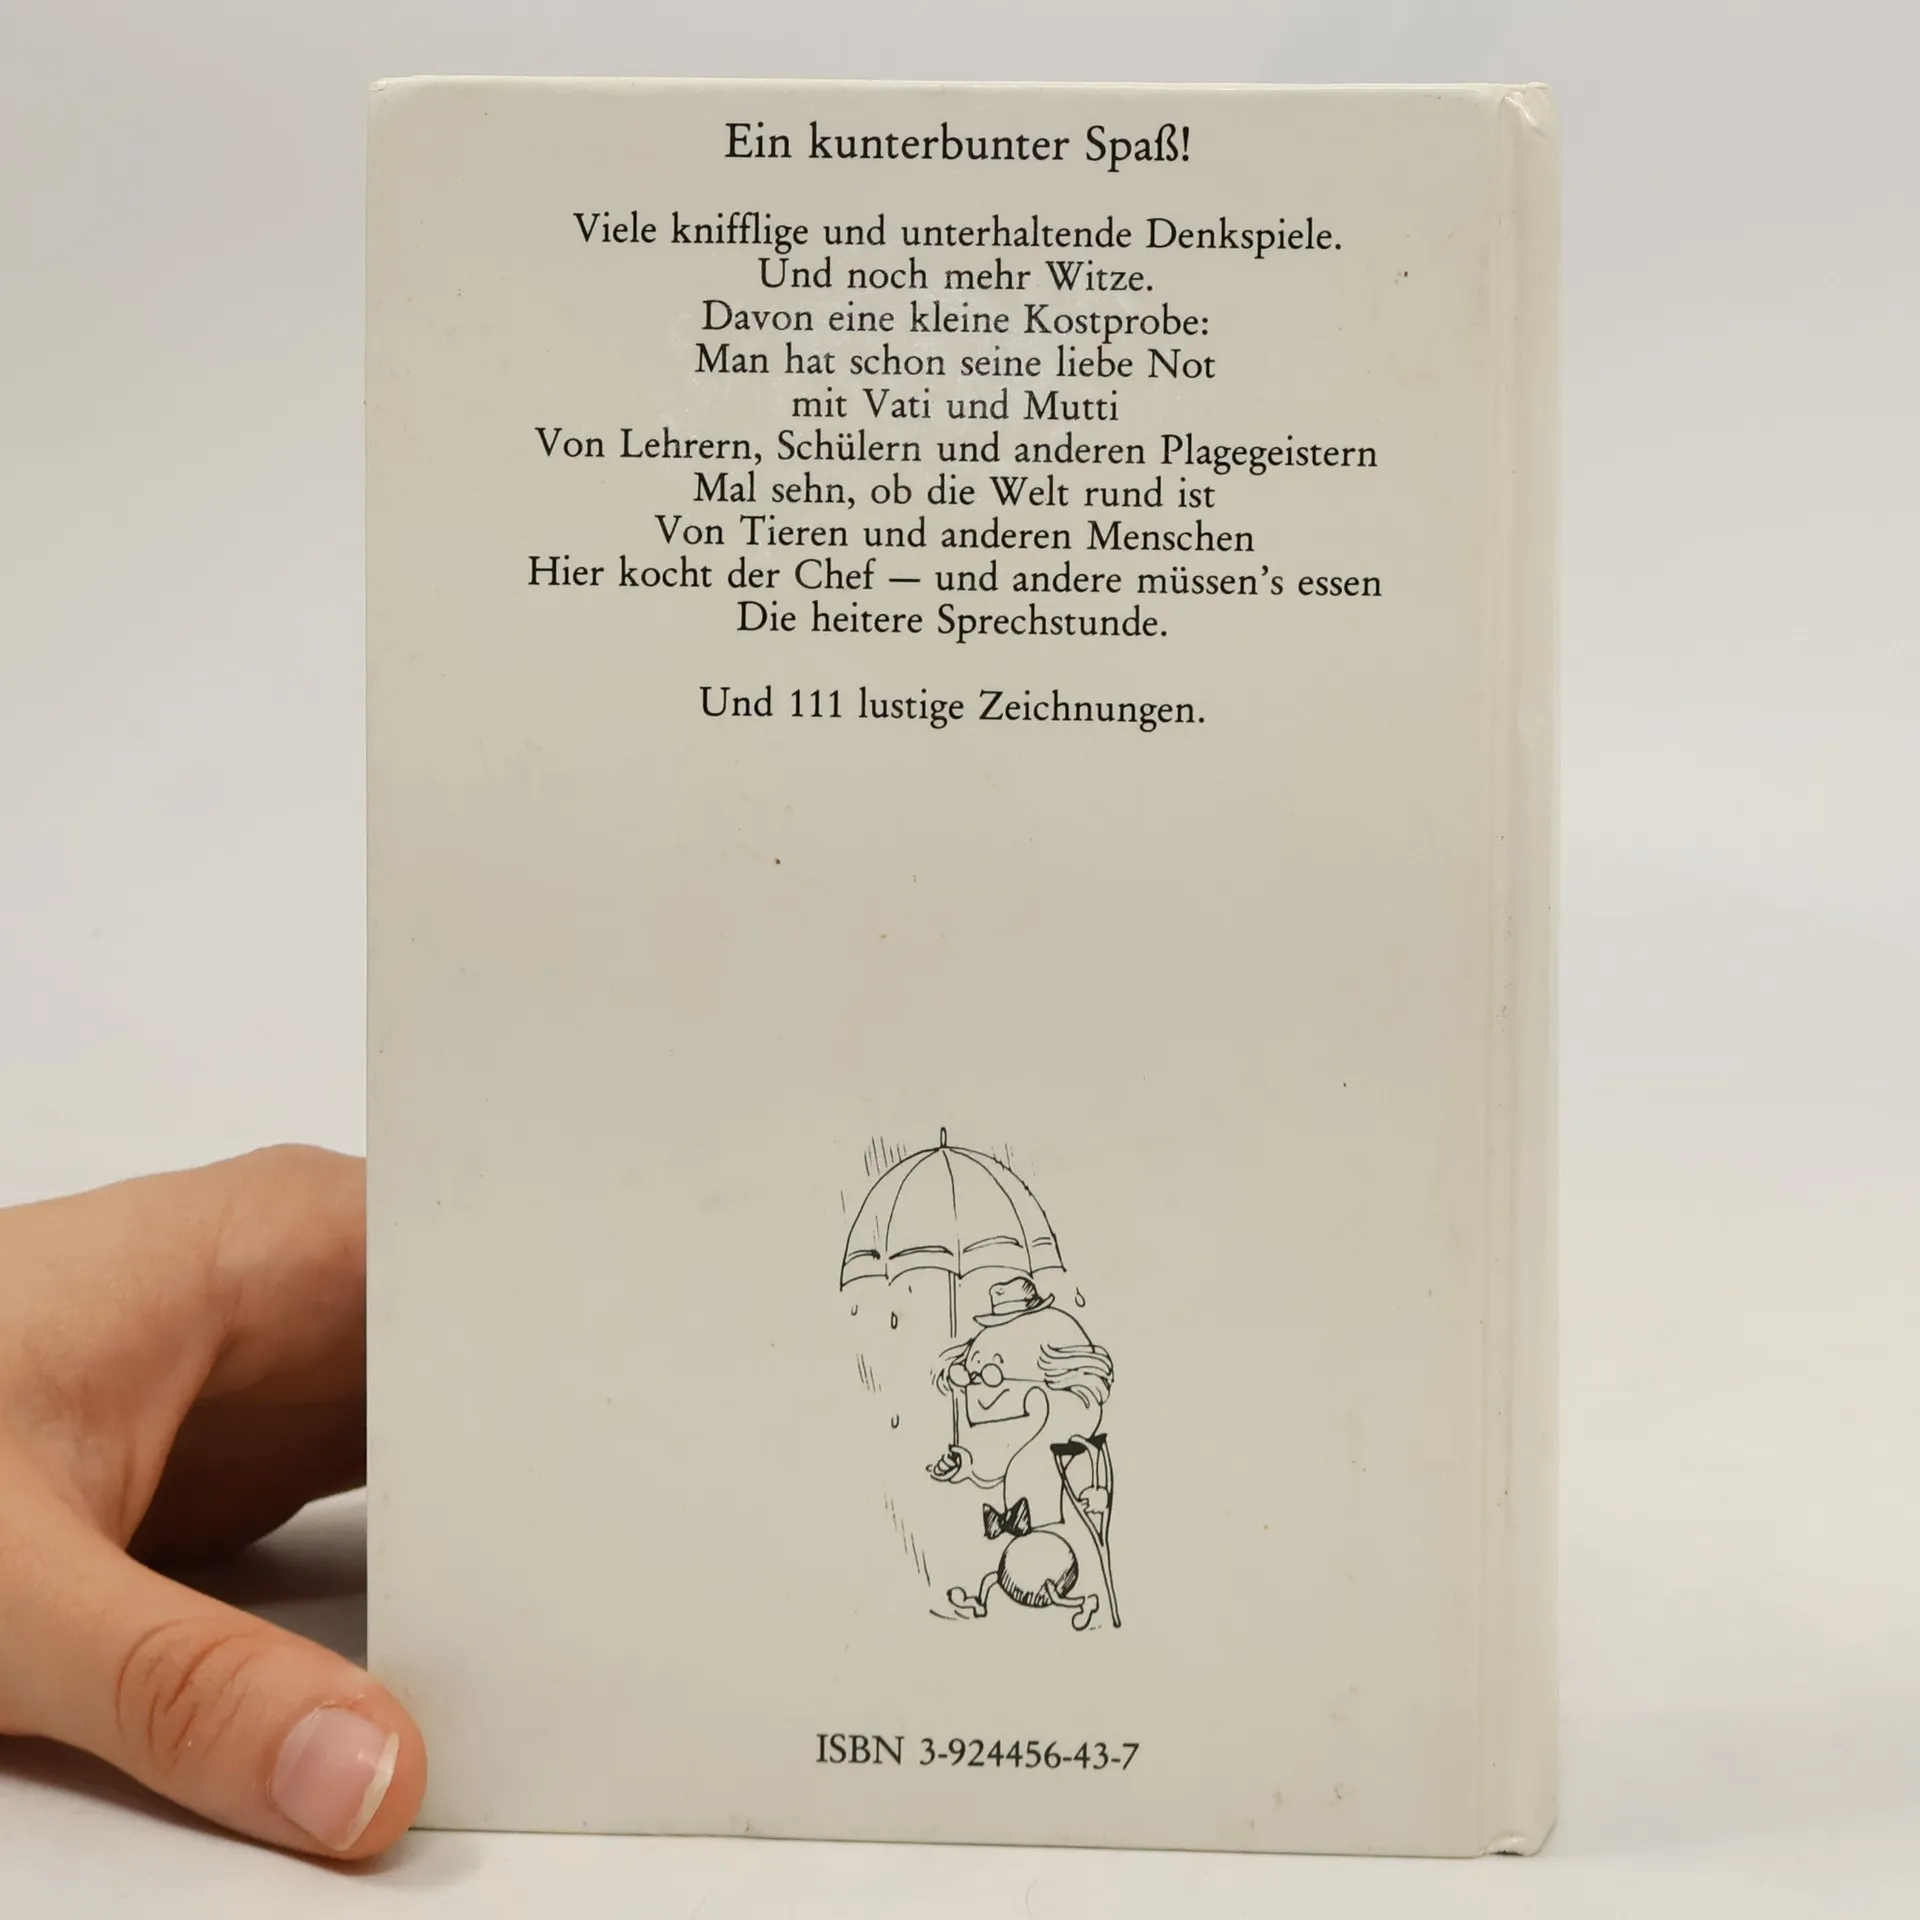 Ein kunterbunter Spaß!
Viele knifflige und unterhaltende Denkspiele.
Und noch mehr Witze.
Davon eine kleine Kostprobe:
Man hat schon seine liebe Not
mit Vati und Mutti
Von Lehrern, Schülern und anderen Plagegeistern
Mal sehn, ob die Welt rund ist
Von Tieren und anderen Menschen
Hier kocht der Chef — und andere müssen's essen
Die heitere Sprechstunde.
Und 111 lustige Zeichnungen.
ISBN 3-924456-43-7